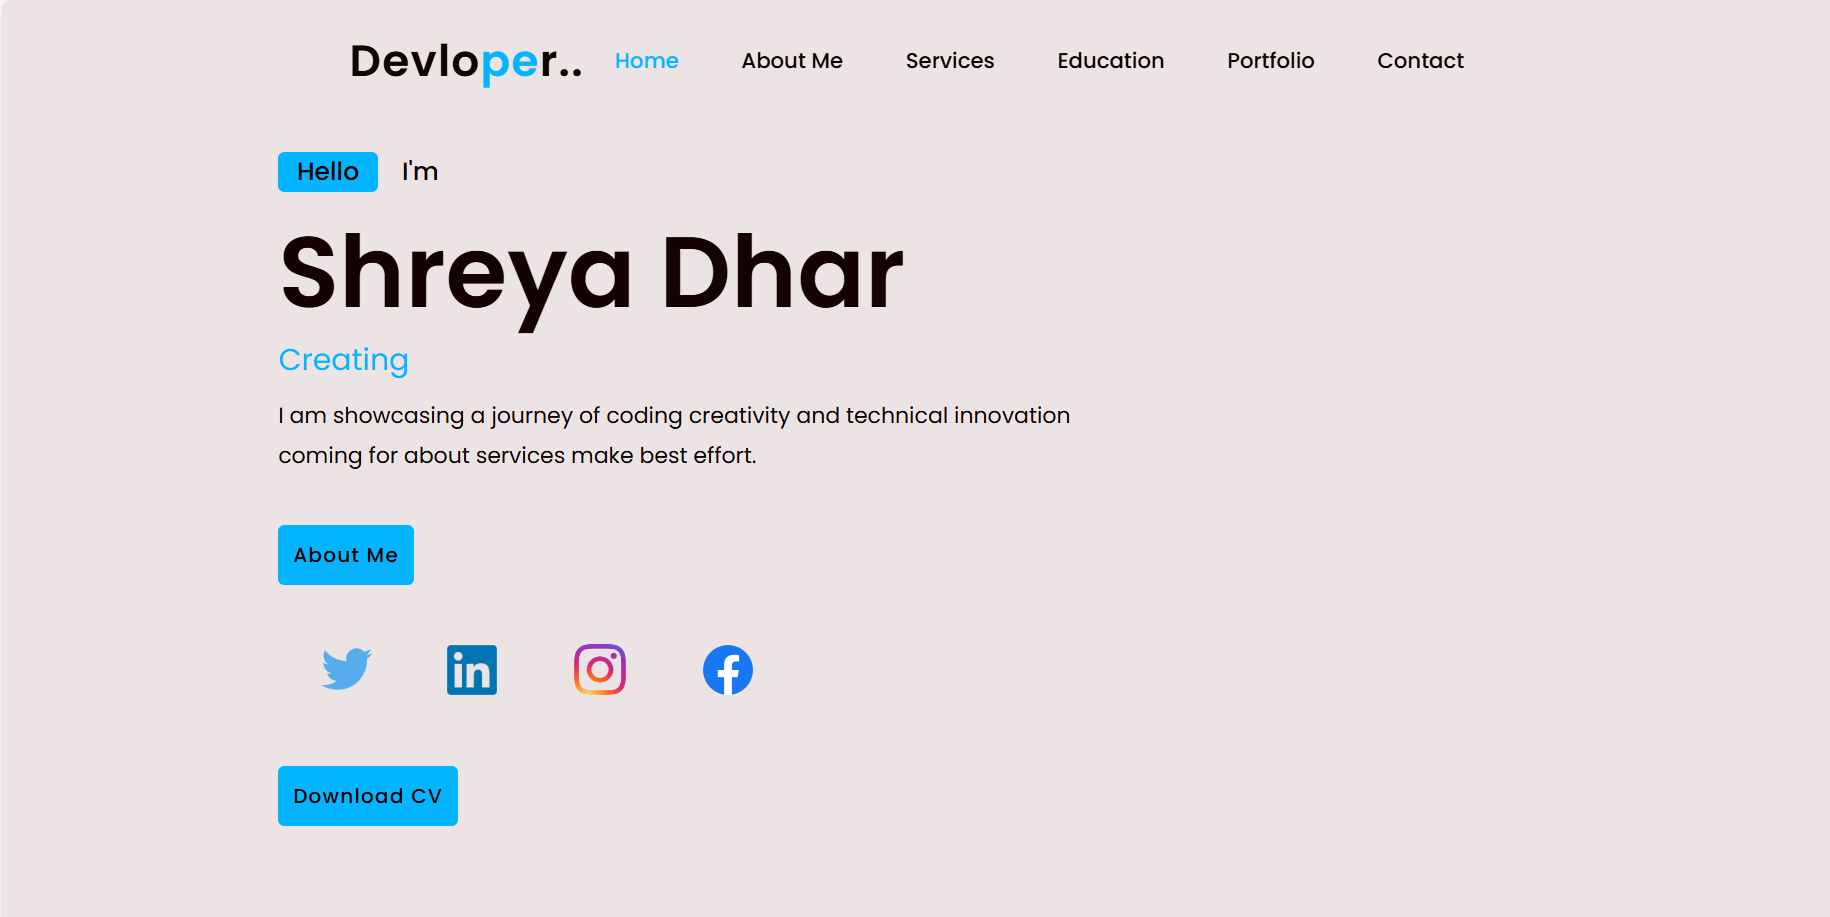 Devloper.. Home About Me Services Education Portfolio Contact
Hello I'm
Shreya Dhar
Creating
I am showcasing a journey of coding creativity and technical innovation
coming for about services make best effort.
About Me
in
Download CV